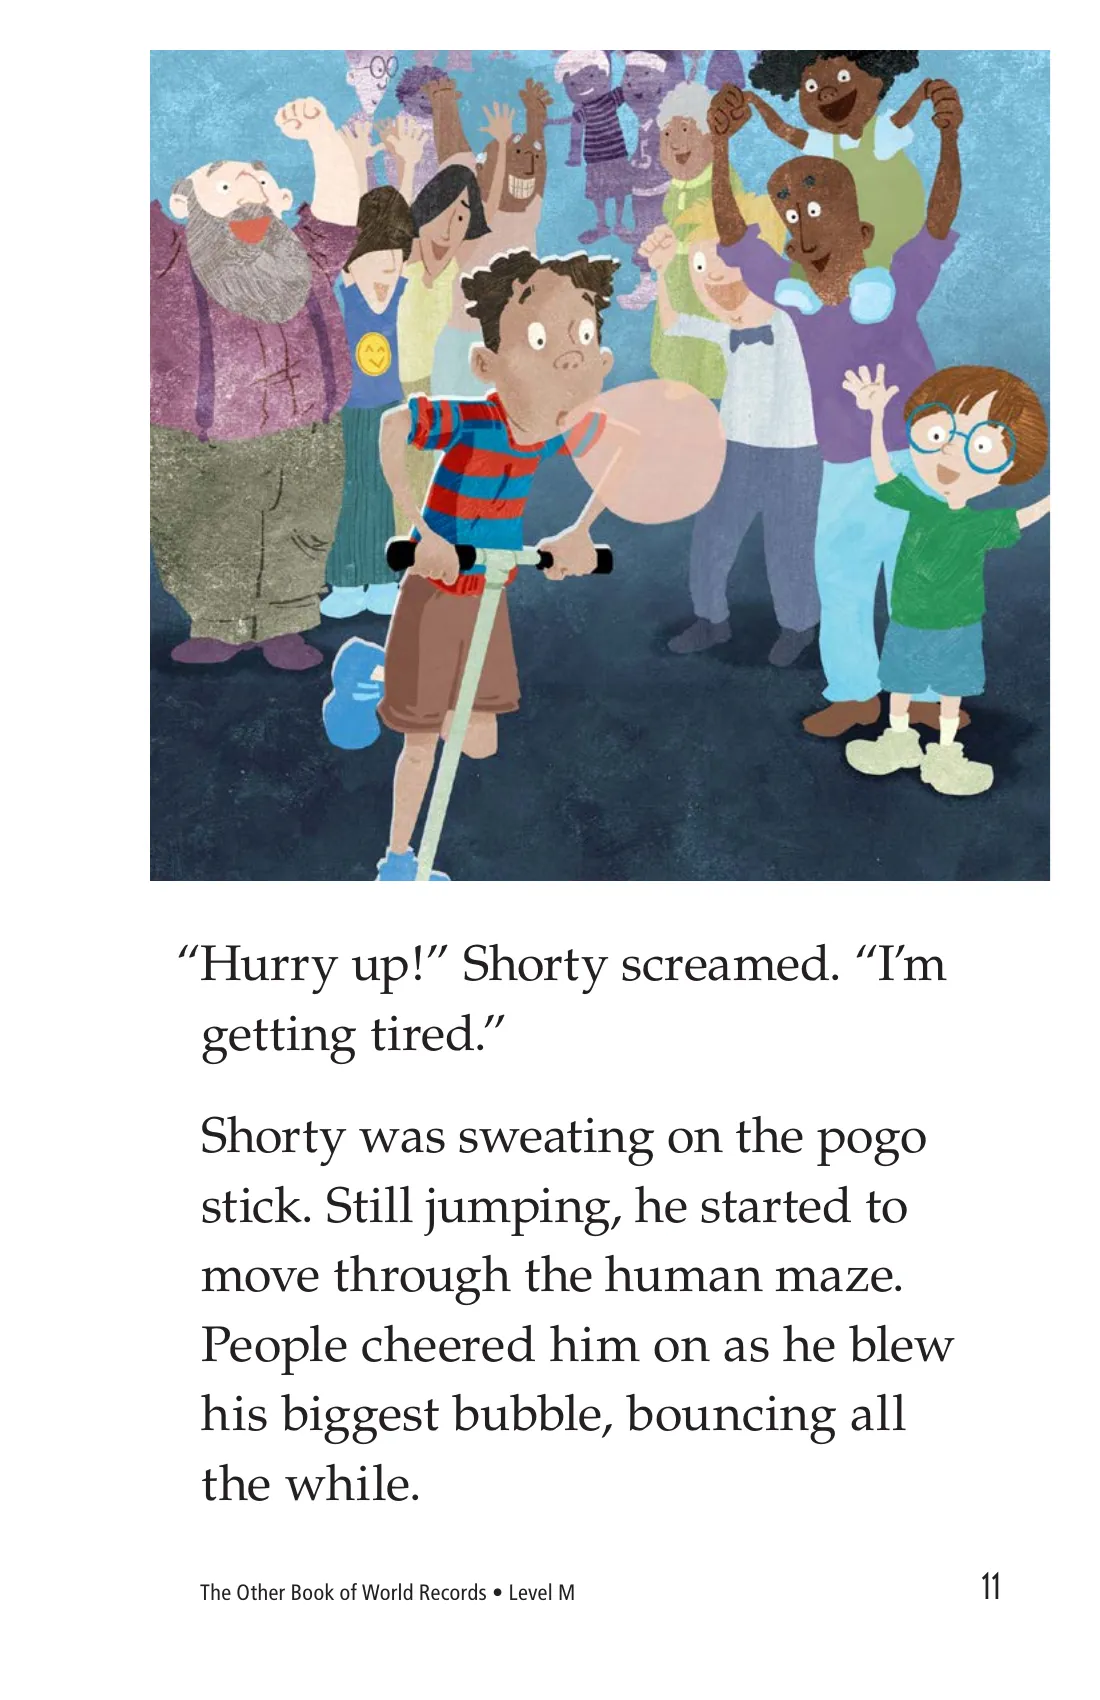 “Hurry up!” Shorty screamed. “I’m
getting tired.”
Shorty was sweating on the pogo
stick. Still jumping, he started to
move through the human maze.
People cheered him on as he blew
his biggest bubble, bouncing all
the while.
The Other Book of World Records • Level M
11